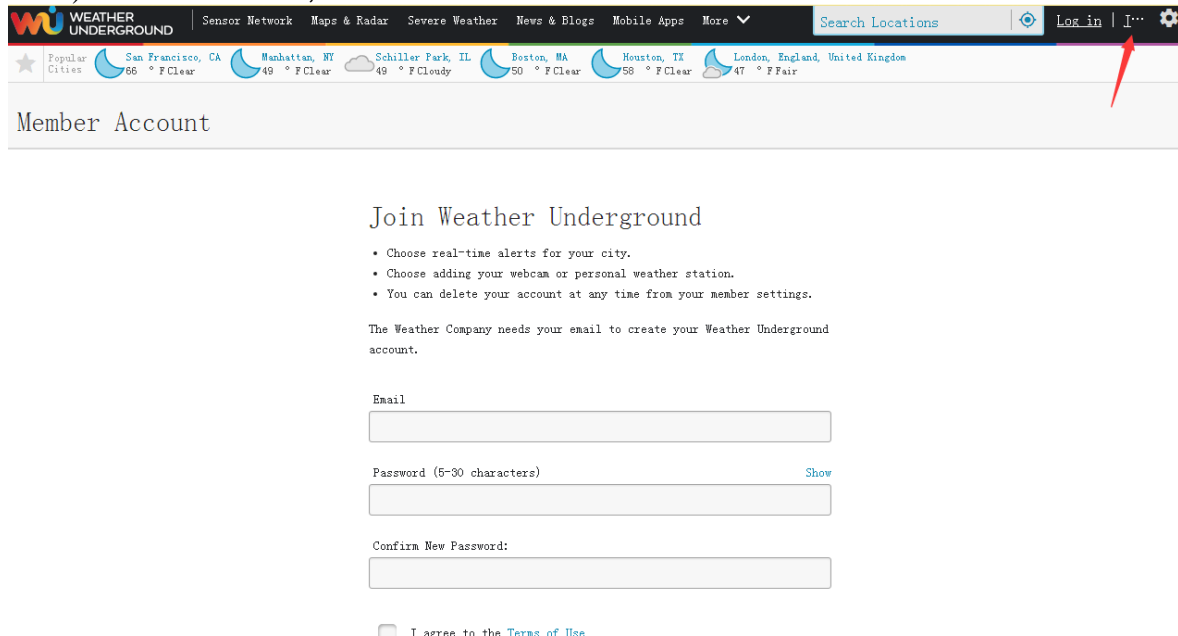 WEATHER UNDERGROUND Sensor Network Maps & Radar Severe Weather News & Blogs Mobile Apps More Search Locations Log in | J...
Popular Cities San Francisco, CA 66 ° F Clear Manhattan, NY 49 ° F Clear Schiller Park, IL 49 ° F Cloudy Boston, MA 50 ° F Clear Houston, TX 58 ° F Clear London, England, United Kingdom 47 ° F Fair
Member Account
Join Weather Underground
• Choose real-time alerts for your city.
• Choose adding your webcam or personal weather station.
• You can delete your account at any time from your member settings.
The Weather Company needs your email to create your Weather Underground
account.
Email
Password (5-30 characters) Show
Confirm New Password:
I agree to the Terms of Use